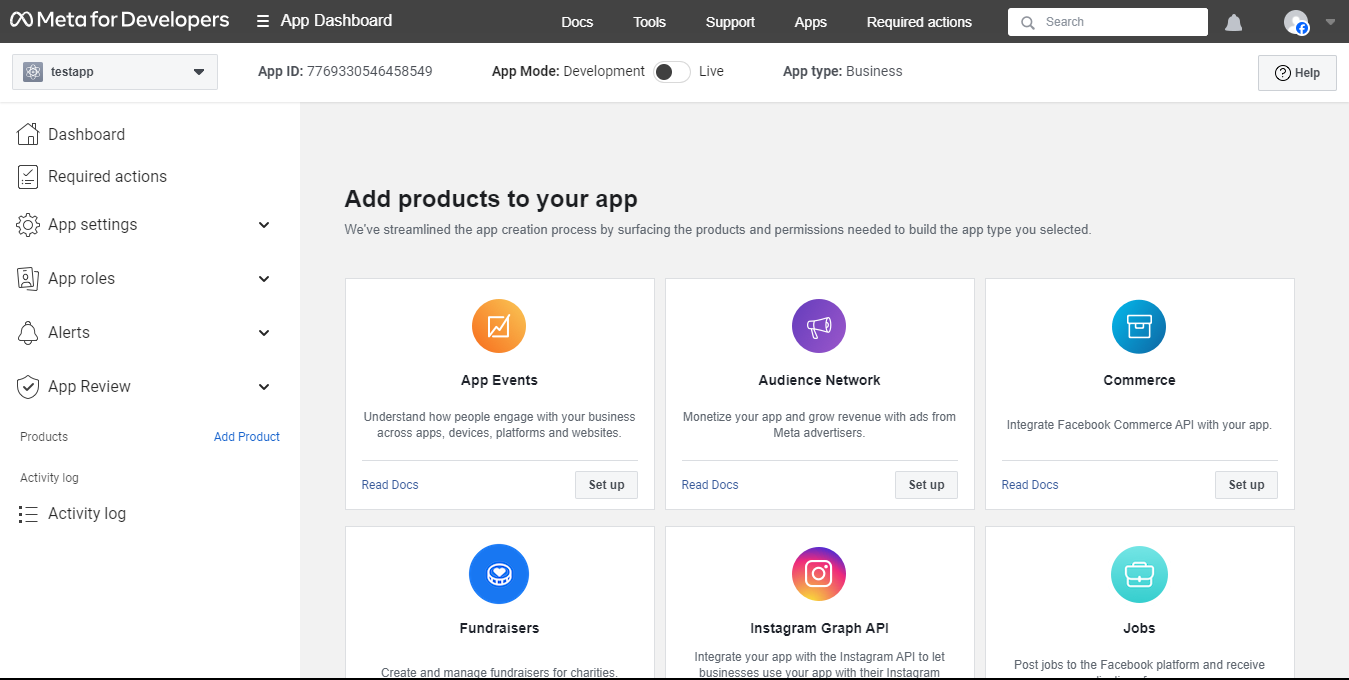 Meta for Developers
App Dashboard
Docs
Tools
Support
Apps
Required actions
Search
testapp
App ID: 7769330546458549
App Mode: Development
Live
App type: Business
Help
Dashboard
Required actions
App settings
App roles
Alerts
App Review
Products
Add Product
Activity log
Activity log
Add products to your app
We've streamlined the app creation process by surfacing the products and permissions needed to build the app type you selected.
App Events
Understand how people engage with your business
across apps, devices, platforms and websites.
Read Docs
Set up
Audience Network
Monetize your app and grow revenue with ads from
Meta advertisers.
Read Docs
Set up
Commerce
Integrate Facebook Commerce API with your app.
Read Docs
Set up
Fundraisers
Create and manage fundraisers for charities.
Instagram Graph API
Integrate your app with the Instagram API to let
businesses use your app with their Instagram
Jobs
Post jobs to the Facebook platform and receive